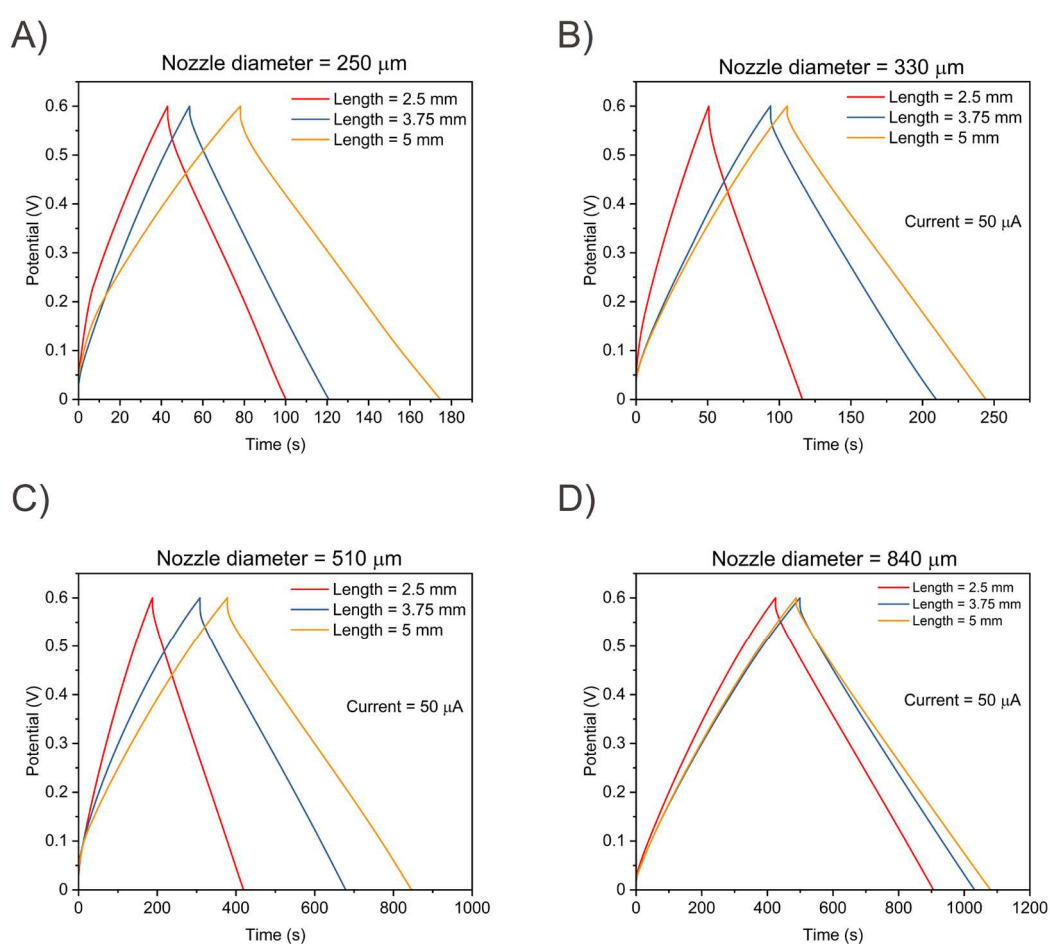 A)
Nozzle diameter = 250 μm
Length = 2.5 mm
Length = 3.75 mm
Length = 5 mm
0.6
0.5
0.4
0.3
0.2
0.1
0
Potential (V)
0 20 40 60 80 100 120 140 160 180
Time (s)
B)
Nozzle diameter = 330 μm
Length = 2.5 mm
Length = 3.75 mm
Length = 5 mm
Current = 50 μA
0.6
0.5
0.4
0.3
0.2
0.1
0
Potential (V)
0 50 100 150 200 250
Time (s)
C)
Nozzle diameter = 510 μm
Length = 2.5 mm
Length = 3.75 mm
Length = 5 mm
Current = 50 μA
0.6
0.5
0.4
0.3
0.2
0.1
0
Potential (V)
0 200 400 600 800 1000
Time (s)
D)
Nozzle diameter = 840 μm
Length = 2.5 mm
Length = 3.75 mm
Length = 5 mm
Current = 50 μA
0.6
0.5
0.4
0.3
0.2
0.1
0
Potential (V)
0 200 400 600 800 1000 1200
Time (s)